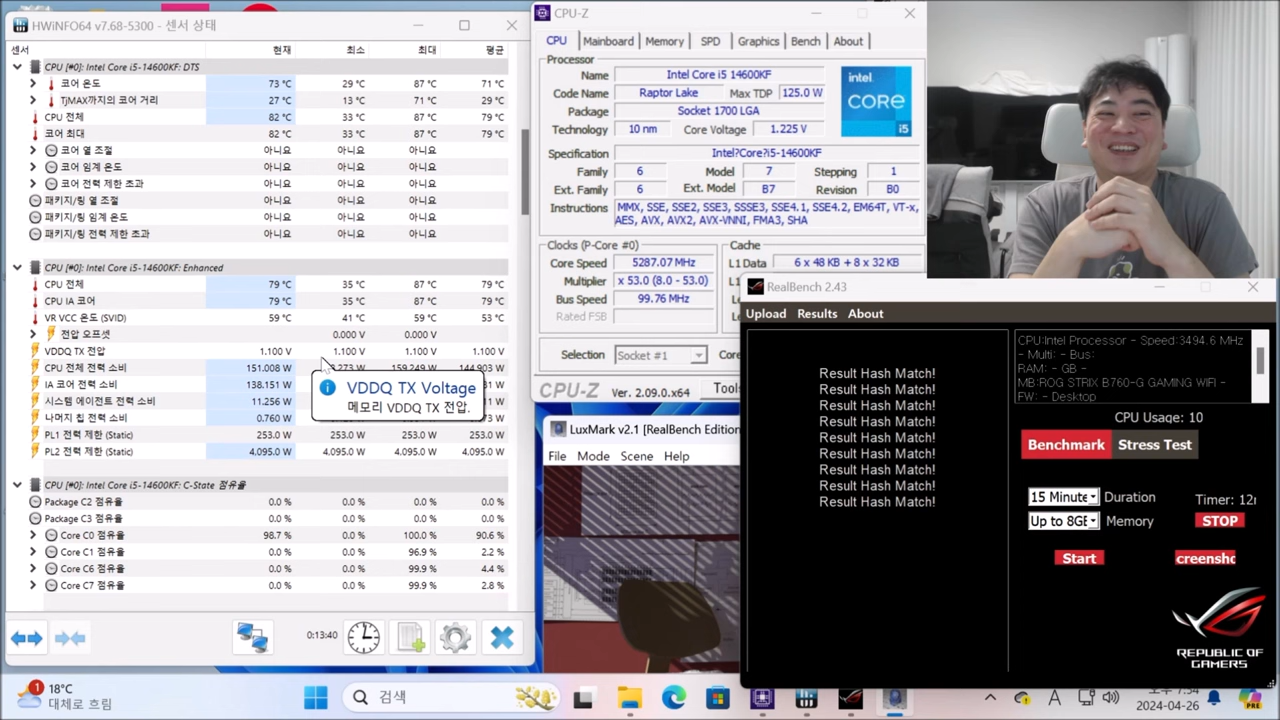 HWiNFO64 v7.68-5300 - 센서 상태
센서 현재 최소 최대 평균
CPU [#0]: Intel Core i5-14600KF: DTS
코어 온도 73 ℃ 29 ℃ 87 ℃ 71 ℃
TjMAX까지의 코어 거리 27 ℃ 13 ℃ 71 ℃ 29 ℃
CPU 전체 82 ℃ 33 ℃ 87 ℃ 79 ℃
코어 최대 82 ℃ 33 ℃ 87 ℃ 79 ℃
코어 열 조절 아니요 아니요 아니요
코어 임계 온도 아니요 아니요 아니요
코어 전력 제한 초과 아니요 아니요 아니요
패키지/링 열 조절 아니요 아니요 아니요
패키지/링 임계 온도 아니요 아니요 아니요
패키지/링 전력 제한 초과 아니요 아니요 아니요
CPU [#0]: Intel Core i5-14600KF: Enhanced
CPU 전체 79 ℃ 35 ℃ 87 ℃ 79 ℃
CPU IA 코어 79 ℃ 35 ℃ 87 ℃ 79 ℃
VR VCC 온도 (SVID) 59 ℃ 41 ℃ 59 ℃ 53 ℃
전압 오프셋 0.000 V 0.000 V
VDDQ TX 전압 1.100 V 1.100 V 1.100 V 1.100 V
CPU 전체 전력 소비 151.008 W 159.249 W 144.903 W
IA 코어 전력 소비 138.151 W
시스템 에이전트 전력 소비 11.256 W
나머지 칩 전력 소비 0.760 W
PL1 전력 제한 (Static) 253.0 W 253.0 W 253.0 W 253.0 W
PL2 전력 제한 (Static) 4,095.0 W 4,095.0 W 4,095.0 W 4,095.0 W
VDDQ TX Voltage
메모리 VDDQ TX 전압.
CPU [#0]: Intel Core i5-14600KF: C-State 점유율
Package C2 점유율 0.0 % 0.0 % 0.0 % 0.0 %
Package C3 점유율 0.0 % 0.0 % 0.0 % 0.0 %
Core C0 점유율 98.7 % 0.0 % 100.0 % 90.6 %
Core C1 점유율 0.0 % 0.0 % 96.9 % 2.2 %
Core C6 점유율 0.0 % 0.0 % 99.9 % 4.4 %
Core C7 점유율 0.0 % 0.0 % 99.9 % 2.8 %
0:13:40
CPU-Z
CPU Mainboard Memory SPD Graphics Bench About
Processor
Name Intel Core i5 14600KF
Code Name Raptor Lake Max TDP 125.0 W
Package Socket 1700 LGA
Technology 10 nm Core Voltage 1.225 V
intel
CORE
i5
Specification Intel?Core?i5-14600KF
Family 6 Model 7 Stepping 1
Ext. Family 6 Ext. Model B7 Revision B0
Instructions MMX, SSE, SSE2, SSE3, SSSE3, SSE4.1, SSE4.2, EM64T, VT-x,
AES, AVX, AVX2, AVX-VNNI, FMA3, SHA
Clocks (P-Core #0)
Core Speed 5287.07 MHz
Multiplier x 53.0 (8.0 - 53.0)
Bus Speed 99.76 MHz
Rated FSB
Cache
L1 Data 6 x 48 KB + 8 x 32 KB
Selection Socket #1
CPU-Z Ver. 2.09.0.x64
LuxMark v2.1 [RealBench Edition
File Mode Scene Help
RealBench 2.43
Upload Results About
Result Hash Match!
Result Hash Match!
Result Hash Match!
Result Hash Match!
Result Hash Match!
Result Hash Match!
Result Hash Match!
Result Hash Match!
Result Hash Match!
CPU:Intel Processor - Speed:3494.6 MHz
- Multi: - Bus:
RAM: - GB -
MB:ROG STRIX B760-G GAMING WIFI -
FW: - Desktop
CPU Usage: 10
Benchmark Stress Test
15 Minute Duration Timer: 12
Up to 8GB Memory STOP
Start
REPUBLIC OF
GAMERS
1
18℃
대체로 흐림
검색
A
PRE
2024-04-26